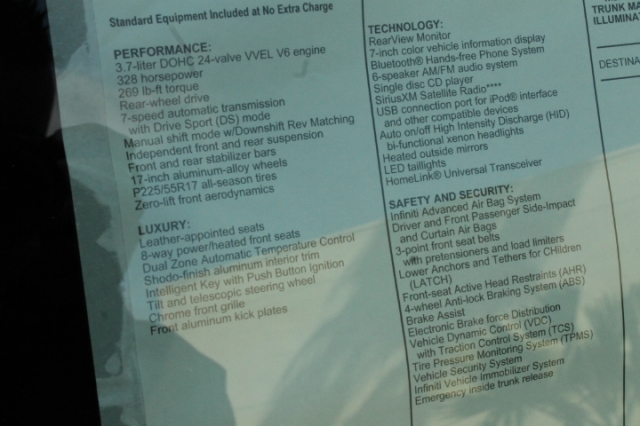 Standard Equipment Included at No Extra Charge
PERFORMANCE:
3.7-liter DOHC 24-valve VVEL V6 engine
328 horsepower
269 lb-ft torque
Rear-wheel drive
7-speed automatic transmission
with Drive Sport (DS) mode
Manual shift mode w/Downshift Rev Matching
Independent front and rear suspension
Front and rear stabilizer bars
17-inch aluminum-alloy wheels
P225/55R17 all-season tires
Zero-lift front aerodynamics
LUXURY:
Leather-appointed seats
8-way power/heated front seats
Dual Zone Automatic Temperature Control
Shodo-finish aluminum interior trim
Intelligent Key with Push Button Ignition
Tilt and telescopic steering wheel
Chrome front grille
Front aluminum kick plates
TECHNOLOGY:
RearView Monitor
7-inch color vehicle information display
Bluetooth® Hands-free Phone System
6-speaker AM/FM audio system
Single disc CD player
SiriusXM Satellite Radio****
USB connection port for iPod® interface
and other compatible devices
Auto on/off High Intensity Discharge (HID)
bi-functional xenon headlights
Heated outside mirrors
LED taillights
HomeLink® Universal Transceiver
SAFETY AND SECURITY:
Infiniti Advanced Air Bag System
Driver and Front Passenger Side-Impact
and Curtain Air Bags
3-point front seat belts
with pretensioners and load limiters
Lower Anchors and Tethers for CHildren
(LATCH)
Front-seat Active Head Restraints (AHR)
4-wheel Anti-lock Braking System (ABS)
Brake Assist
Electronic Brake force Distribution
Vehicle Dynamic Control (VDC)
with Traction Control System (TCS)
Tire Pressure Monitoring System (TPMS)
Vehicle Security System
Infiniti Vehicle Immobilizer System
Emergency inside trunk release
TRUNK
DESTINA